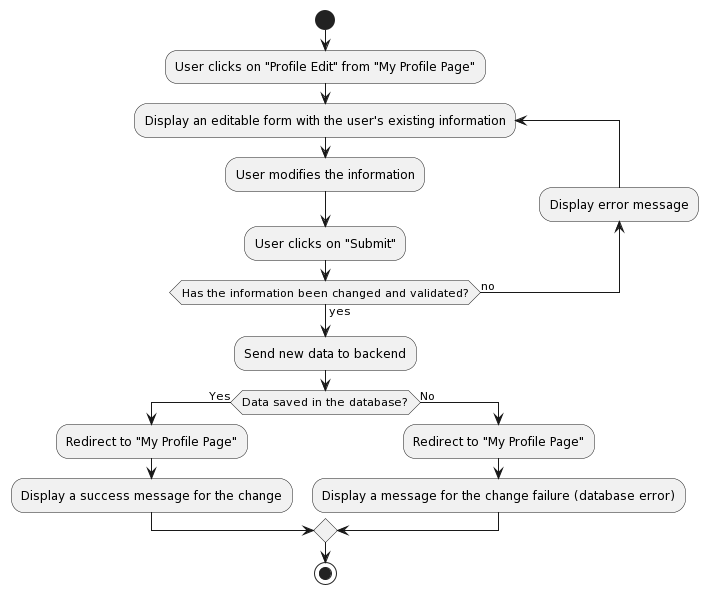 User clicks on "Profile Edit" from "My Profile Page"
Display an editable form with the user's existing information
User modifies the information
Display error message
User clicks on "Submit"
Has the information been changed and validated?
no
yes
Send new data to backend
Yes
Data saved in the database?
No
Redirect to "My Profile Page"
Redirect to "My Profile Page"
Display a success message for the change
Display a message for the change failure (database error)